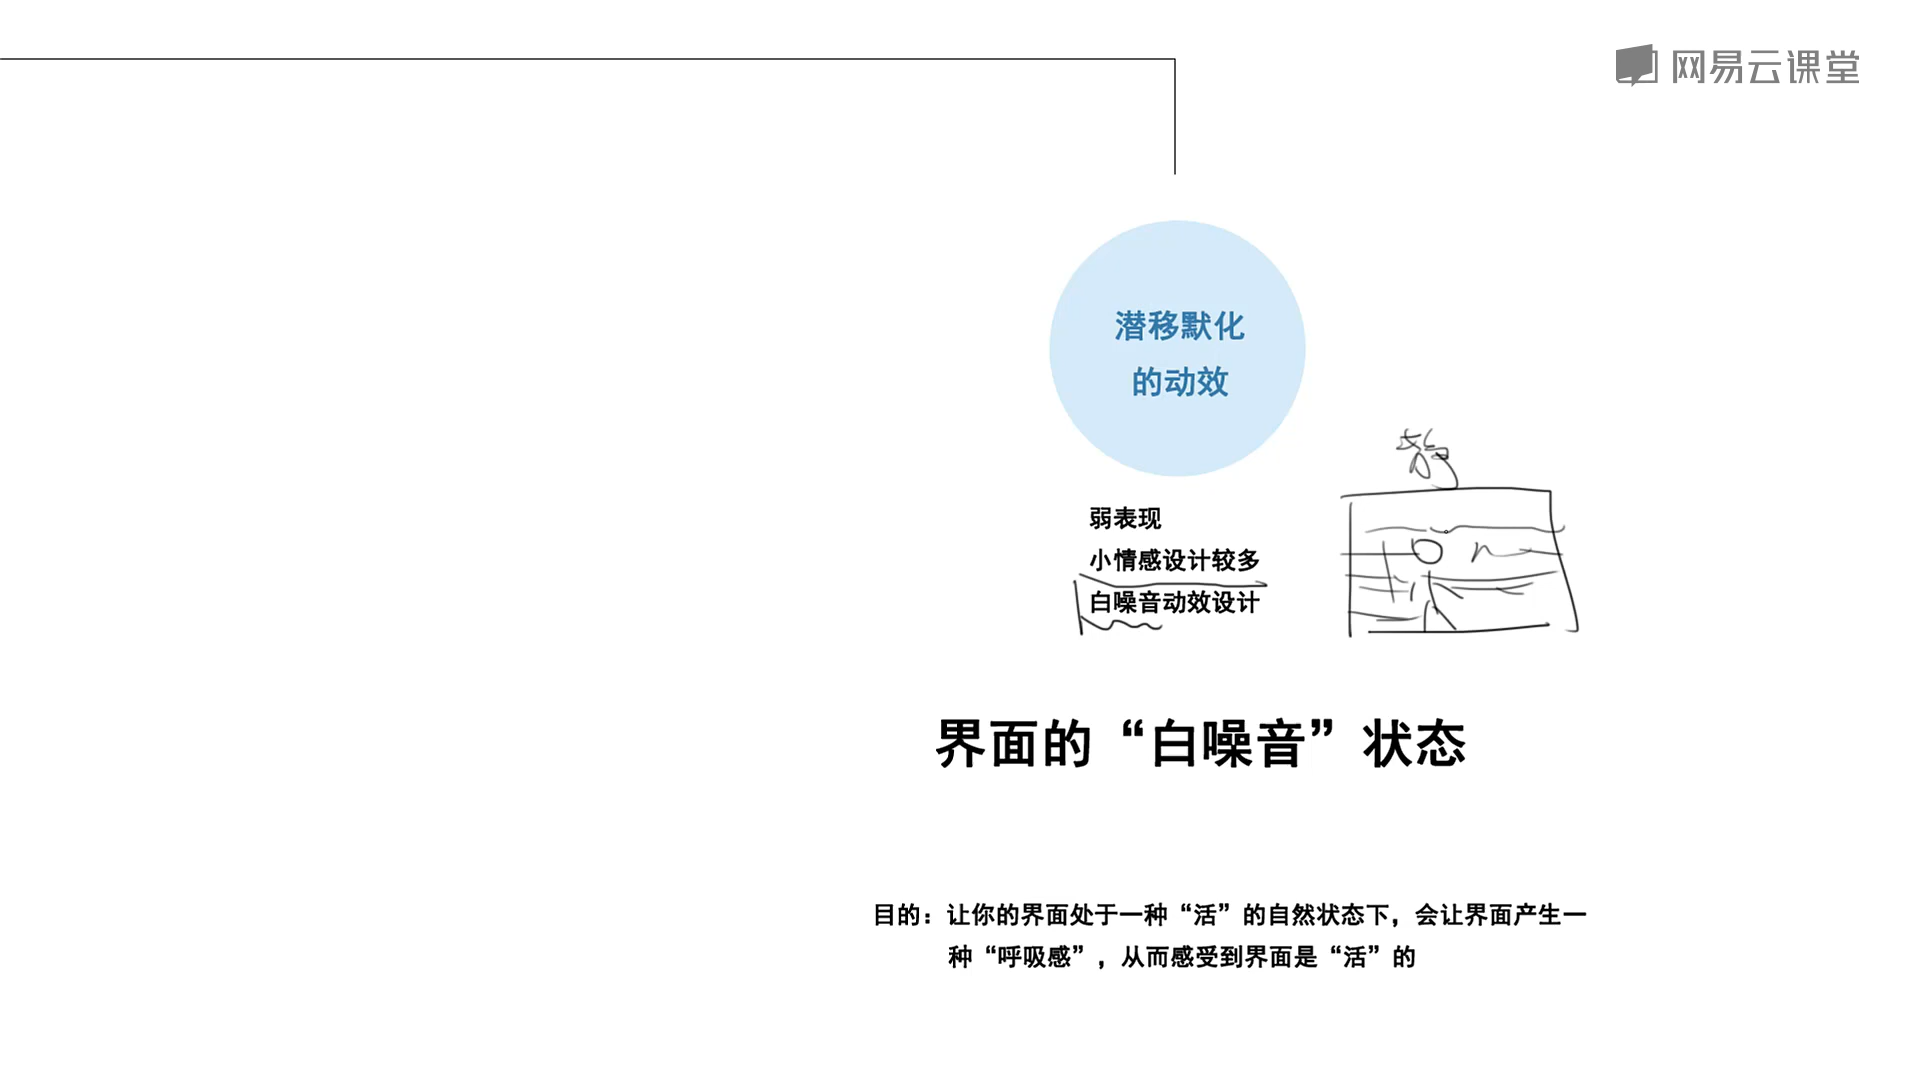 网易云课堂
潜移默化
的动效
弱表现
小情感设计较多
白噪音动效设计
界面的“白噪音”状态
目的：让你的界面处于一种“活”的自然状态下，会让界面产生一
种“呼吸感”，从而感受到界面是“活”的